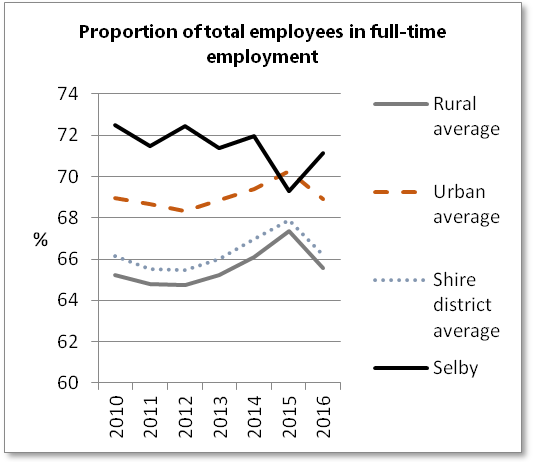 Proportion of total employees in full-time
employment
74
72
70
68
66
64
62
60
%
2010
2011
2012
2013
2014
2015
2016
Rural
average
Urban
average
Shire
district
average
Selby